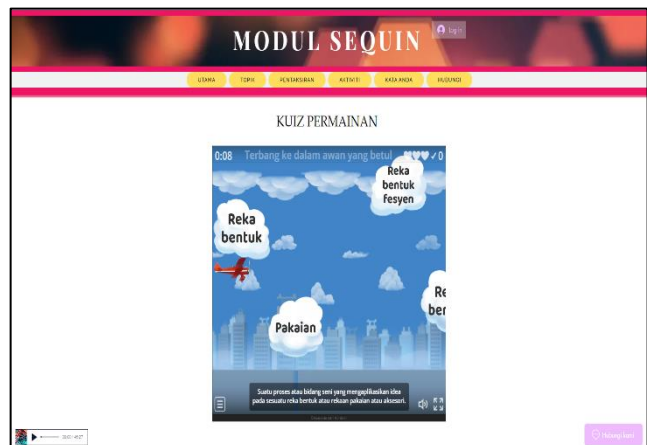 MODUL SEQUIN
Log in
UTAMA
TOPIK
PENTAKSIRAN
AKTIVITI
KATA ANDA
HUBUNGI
KUIZ PERMAINAN
0:08 Terbang ke dalam awan yang betul ✓0
Reka
bentuk
fesyen
Reka
bentuk
Pakaian
Suatu proses atau bidang seni yang mengaplikasikan idea
pada sesuatu reka bentuk atau rekaan pakaian atau aksesori.